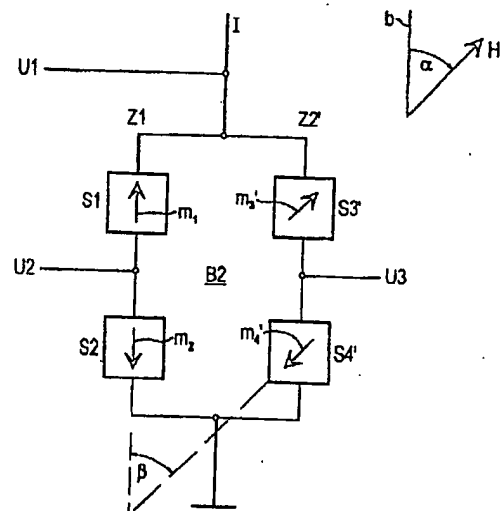 I
b
α
H
U1
Z1
Z2'
S1
m₁
m₃'
S3'
U2
B2
U3
S2
m₂
m₄'
S4'
β